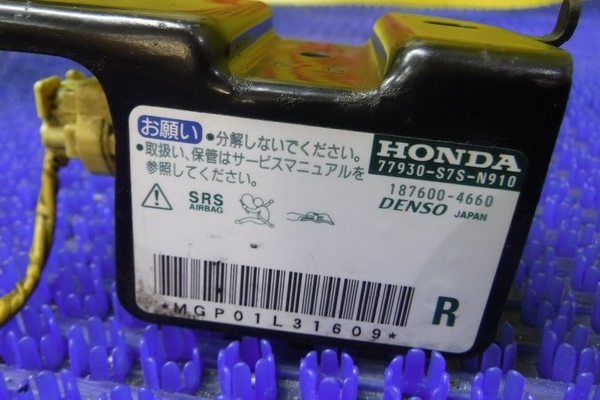 お願い ●分解しないでください。
●取扱い、保管はサービスマニュアルを
参照してください。
HONDA
77930-S7S-N910
187600-4660
DENSO JAPAN
SRS
AIRBAG
*MGP01L31609*
R